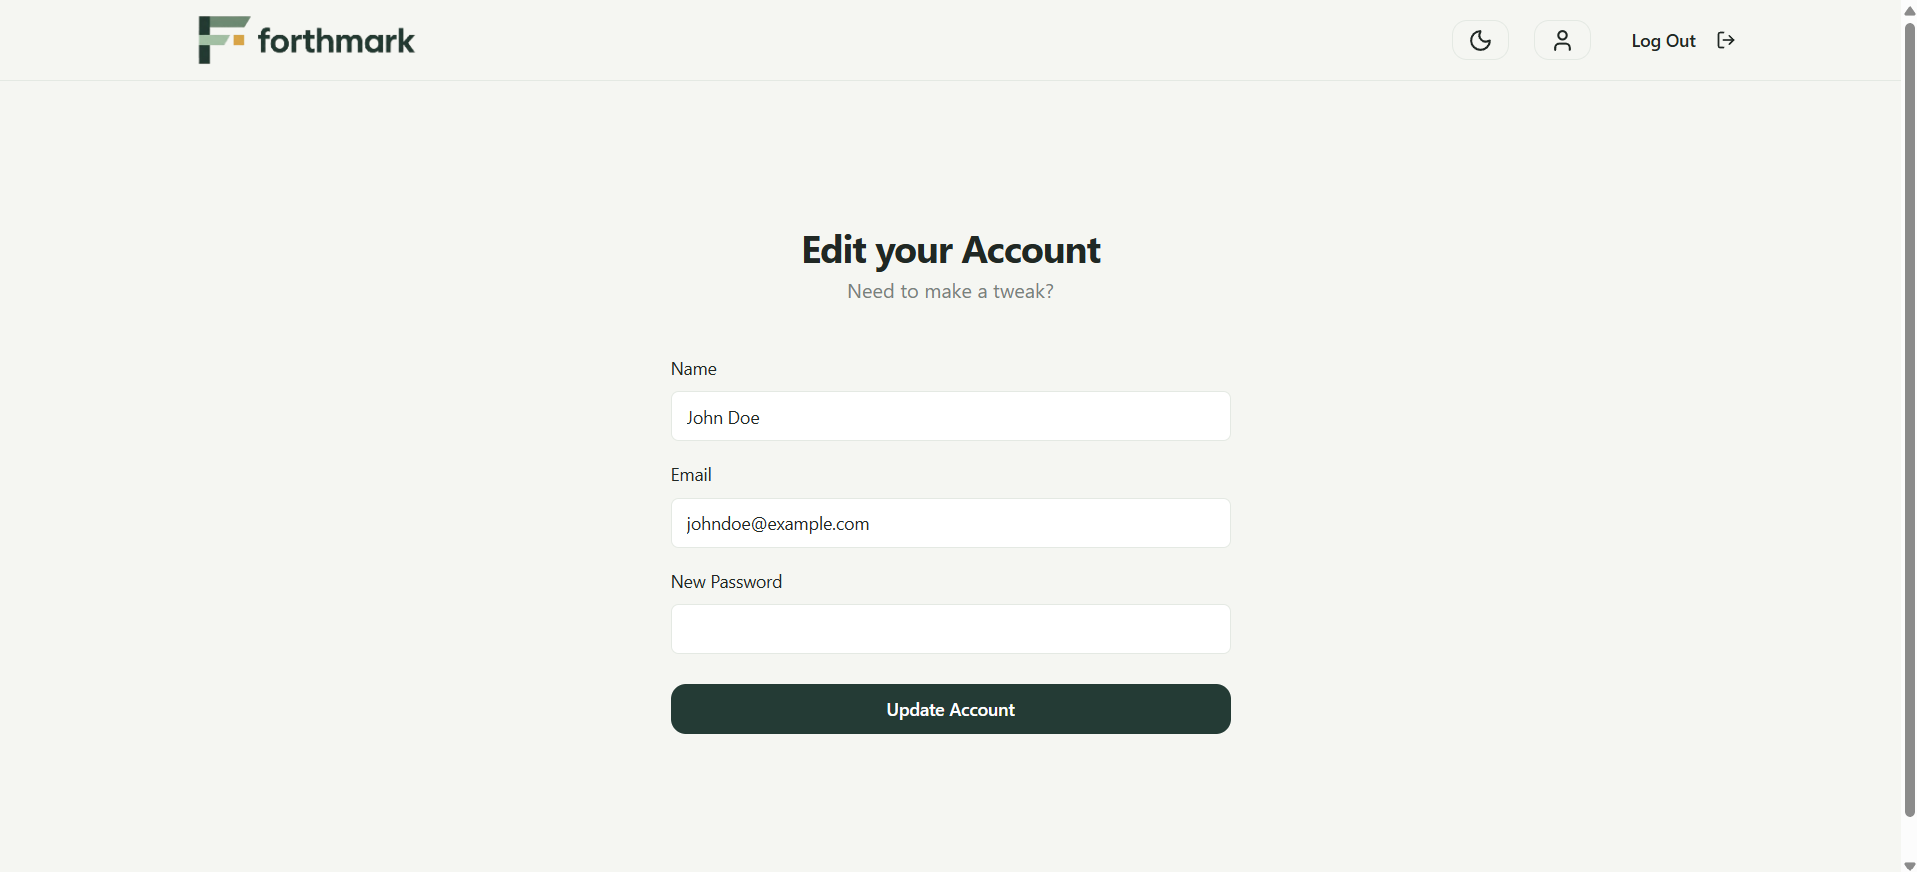 forthmark
Log Out
Edit your Account
Need to make a tweak?
Name
John Doe
Email
johndoe@example.com
New Password
Update Account